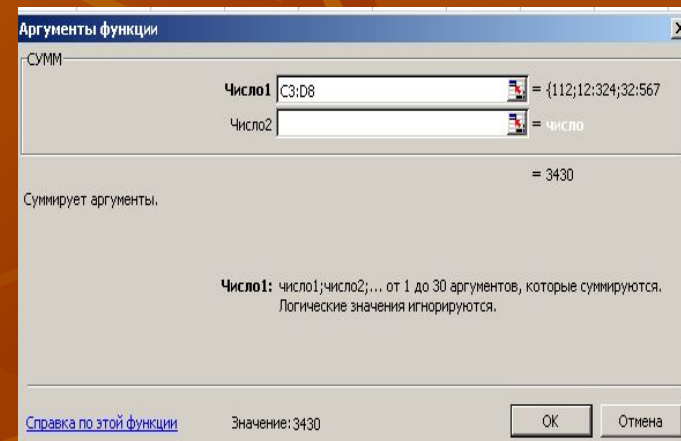 Аргументы функции
СУММ
Число1 C3:D8 = {112;12:324;32:567
Число2 = число
= 3430
Суммирует аргументы.
Число1: число1;число2;... от 1 до 30 аргументов, которые суммируются.
Логические значения игнорируются.
Справка по этой функции Значение:3430 ОК Отмена